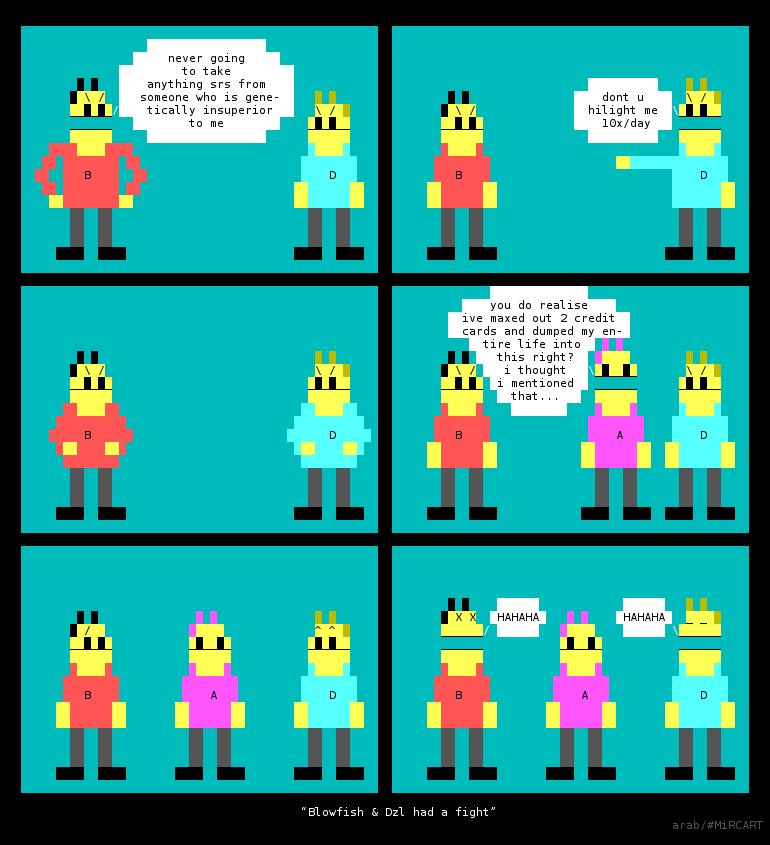 never going
to take
anything srs from
someone who is gene-
tically insuperior
to me
B
D
dont u
hilight me
10x/day
B
D
B
D
you do realise
ive maxed out 2 credit
cards and dumped my en-
tire life into
this right?
i thought
i mentioned
that...
B
A
D
B
A
D
HAHAHA
HAHAHA
B
A
D
“Blowfish & Dzl had a fight”
arab/#MiRCART